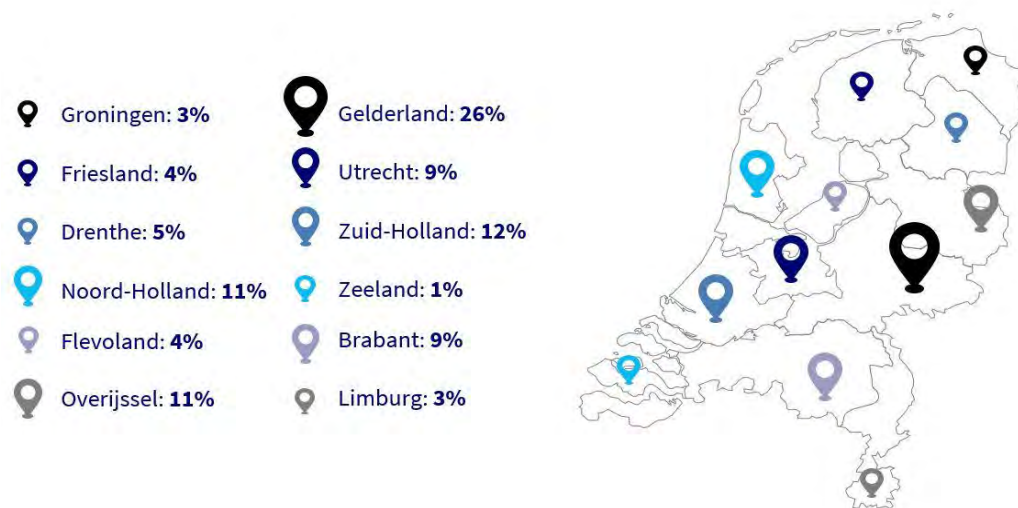 Groningen: 3%
Friesland: 4%
Drenthe: 5%
Noord-Holland: 11%
Flevoland: 4%
Overijssel: 11%
Gelderland: 26%
Utrecht: 9%
Zuid-Holland: 12%
Zeeland: 1%
Brabant: 9%
Limburg: 3%